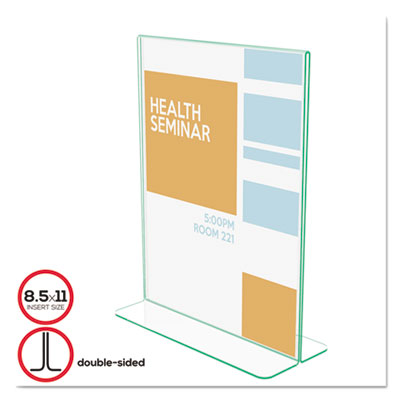 HEALTH
SEMINAR
5:00PM
ROOM 221
8.5x11
INSERT SIZE
double-sided